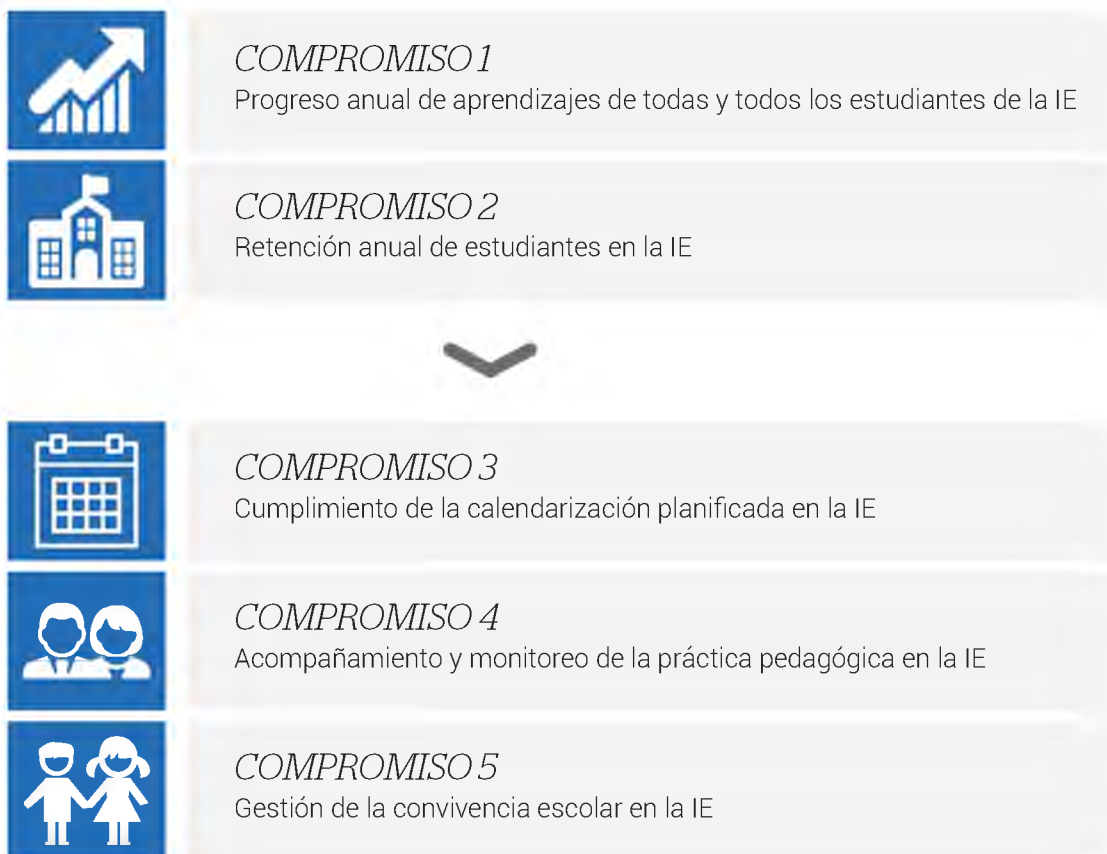 COMPROMISO 1
Progreso anual de aprendizajes de todas y todos los estudiantes de la IE
COMPROMISO 2
Retención anual de estudiantes en la IE
COMPROMISO 3
Cumplimiento de la calendarización planificada en la IE
COMPROMISO 4
Acompañamiento y monitoreo de la práctica pedagógica en la IE
COMPROMISO 5
Gestión de la convivencia escolar en la IE